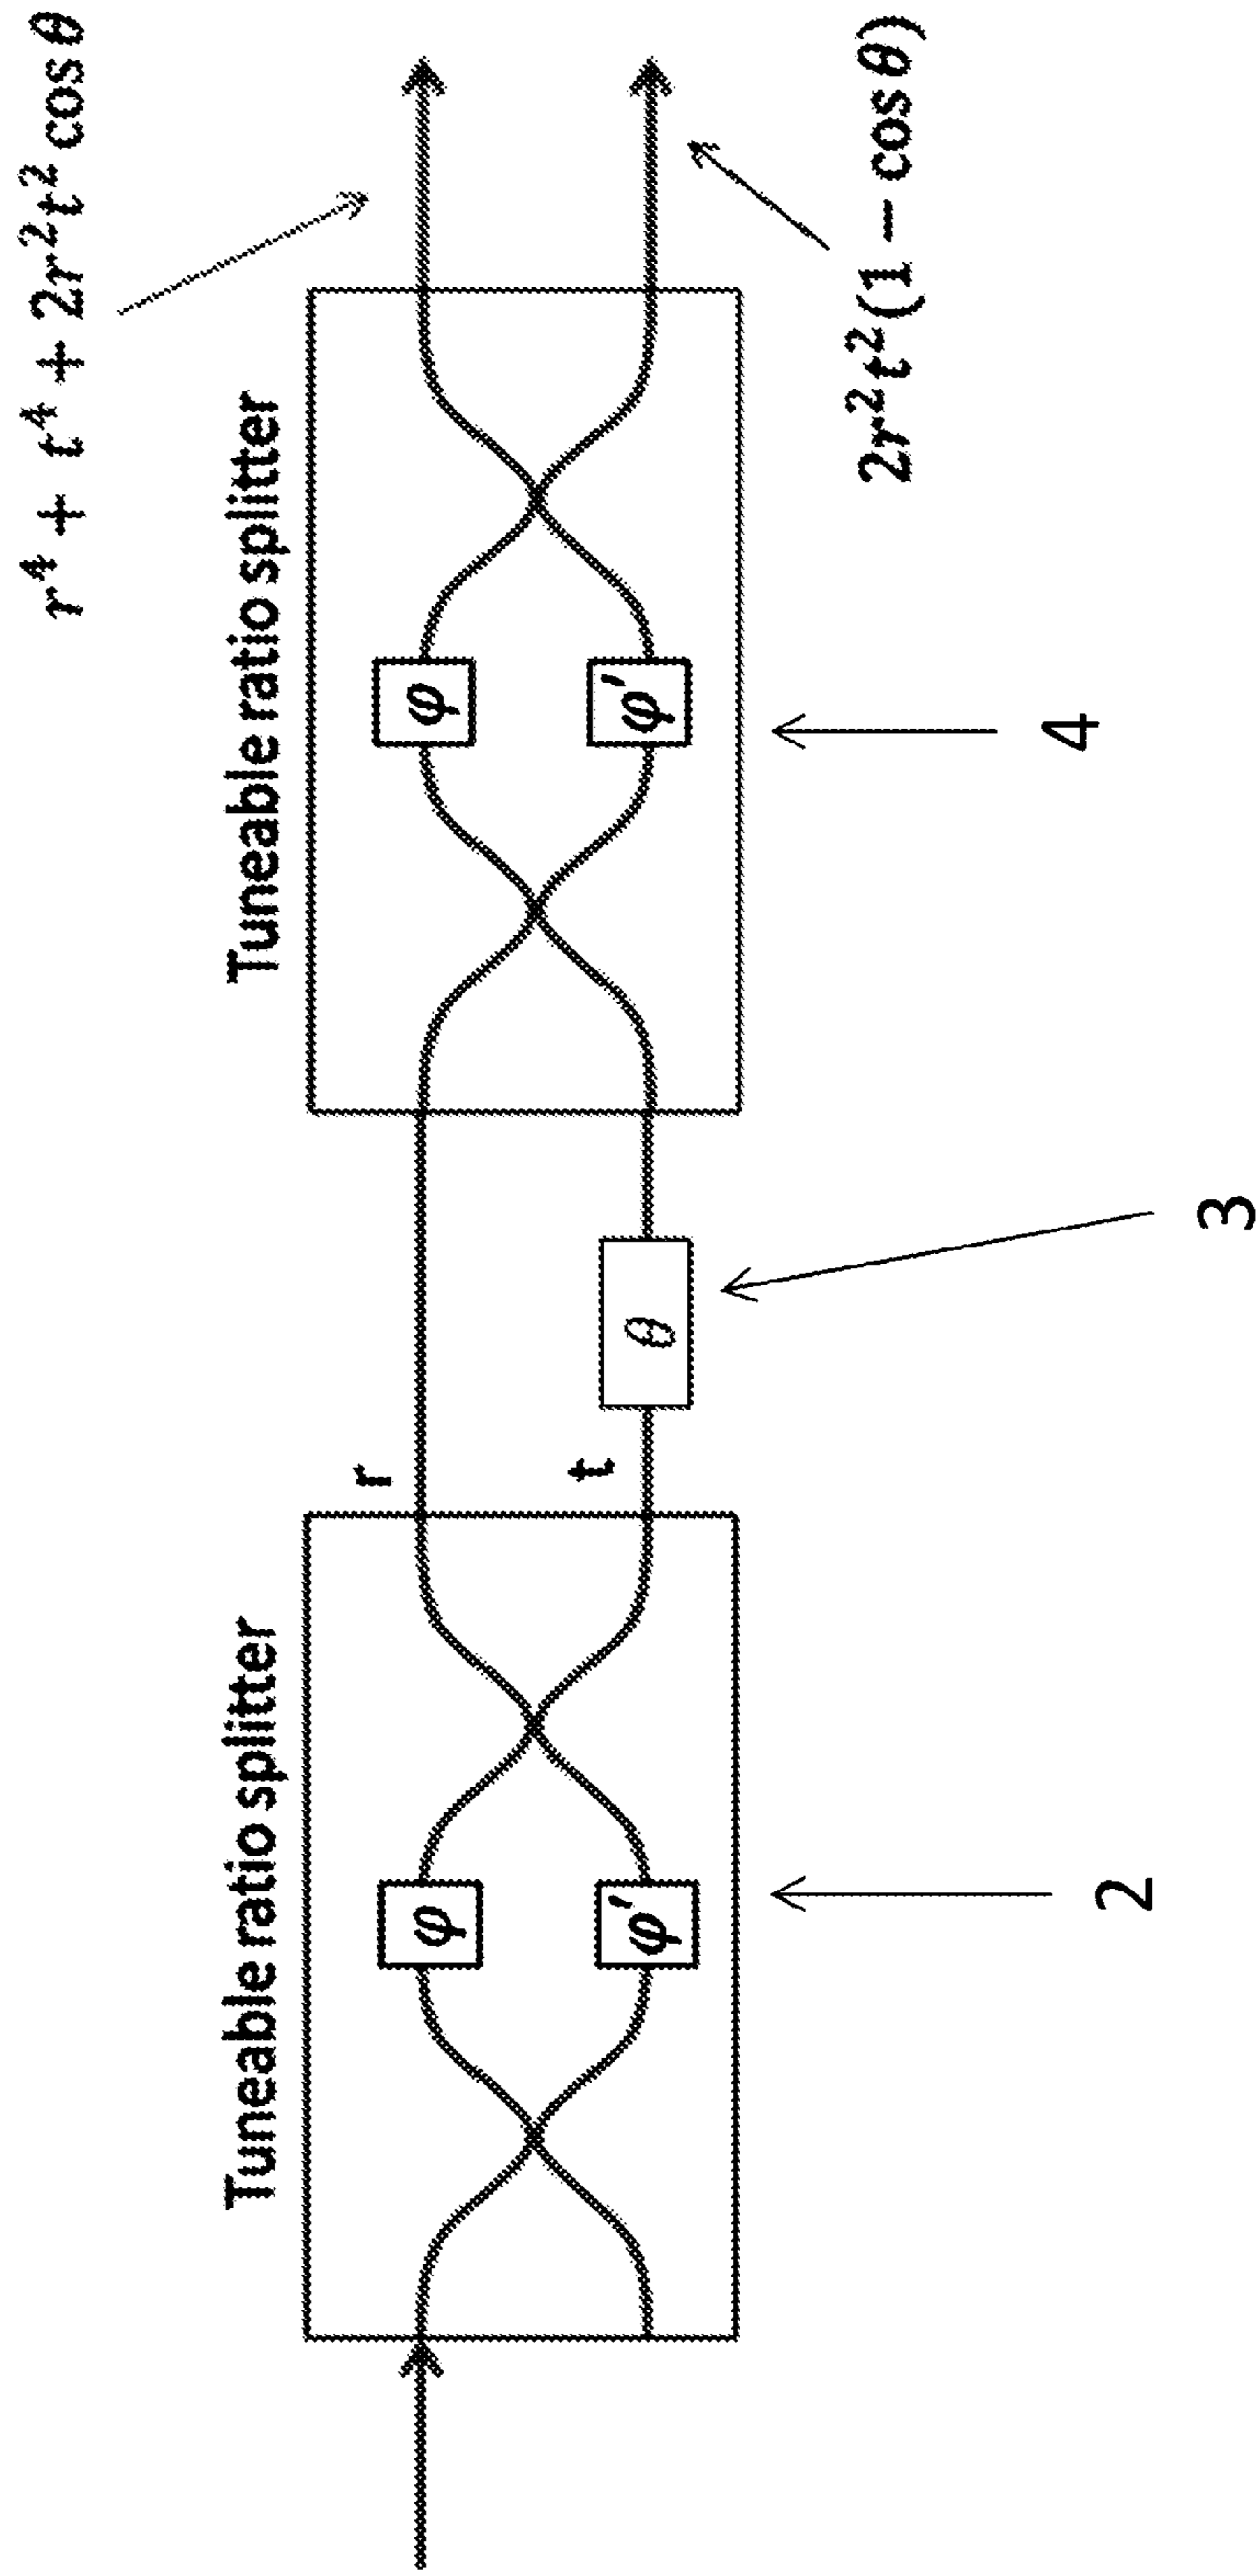 Tuneable ratio splitter
φ
φ'
2
r
t
θ
3
Tuneable ratio splitter
φ
φ'
4
r⁴ + t⁴ + 2r²t² cos θ
2r²t²(1 − cos θ)